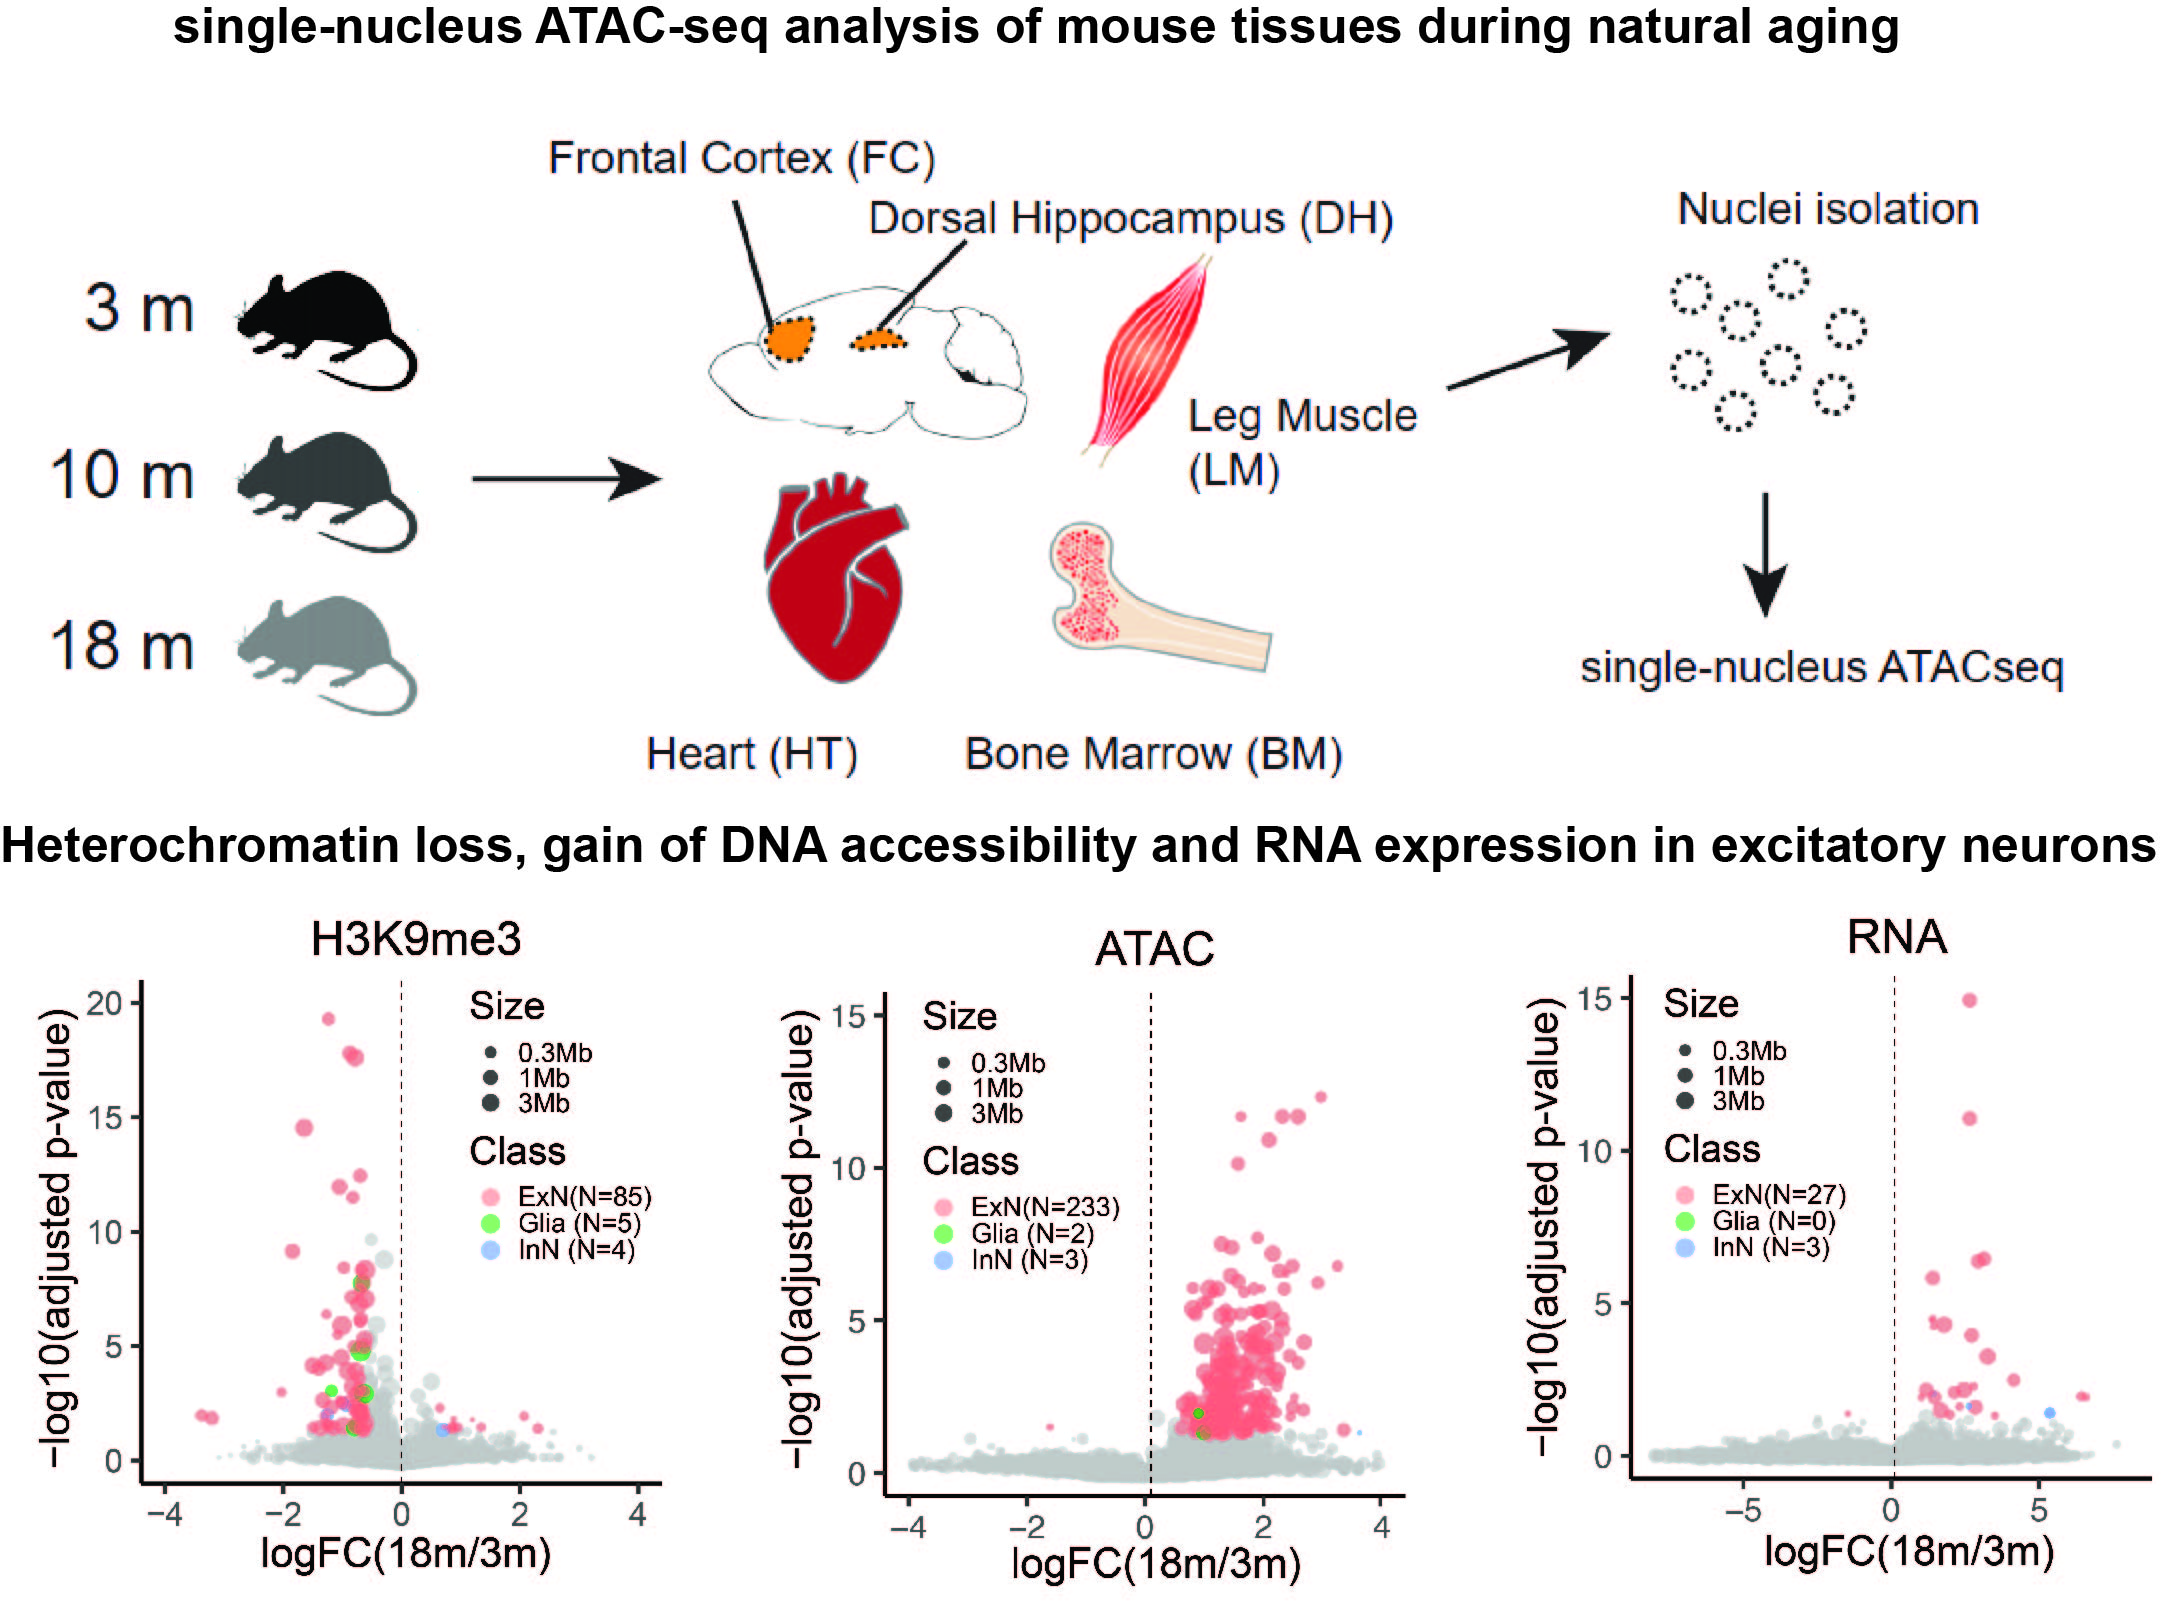 single-nucleus ATAC-seq analysis of mouse tissues during natural aging
Frontal Cortex (FC)
Dorsal Hippocampus (DH)
Nuclei isolation
3 m
10 m
18 m
Leg Muscle
(LM)
single-nucleus ATACseq
Heart (HT)
Bone Marrow (BM)
Heterochromatin loss, gain of DNA accessibility and RNA expression in excitatory neurons
H3K9me3
−log10(adjusted p-value)
20
15
10
5
0
Size
0.3Mb
1Mb
3Mb
Class
ExN(N=85)
Glia (N=5)
InN (N=4)
−4
−2
0
2
4
logFC(18m/3m)
ATAC
−log10(adjusted p-value)
15
10
5
0
Size
0.3Mb
1Mb
3Mb
Class
ExN(N=233)
Glia (N=2)
InN (N=3)
−4
−2
0
2
4
logFC(18m/3m)
RNA
−log10(adjusted p-value)
15
10
5
0
Size
0.3Mb
1Mb
3Mb
Class
ExN(N=27)
Glia (N=0)
InN (N=3)
−5
0
5
logFC(18m/3m)